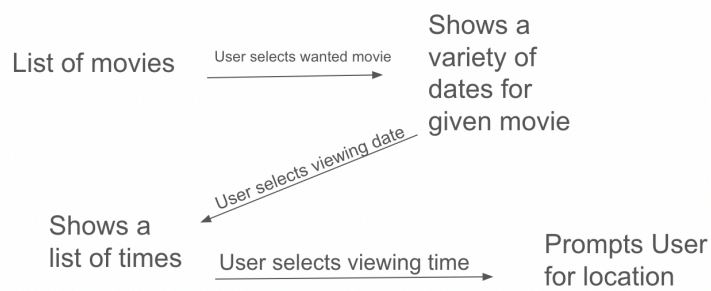 List of movies
User selects wanted movie
Shows a
variety of
dates for
given movie
User selects viewing date
Shows a
list of times
User selects viewing time
Prompts User
for location